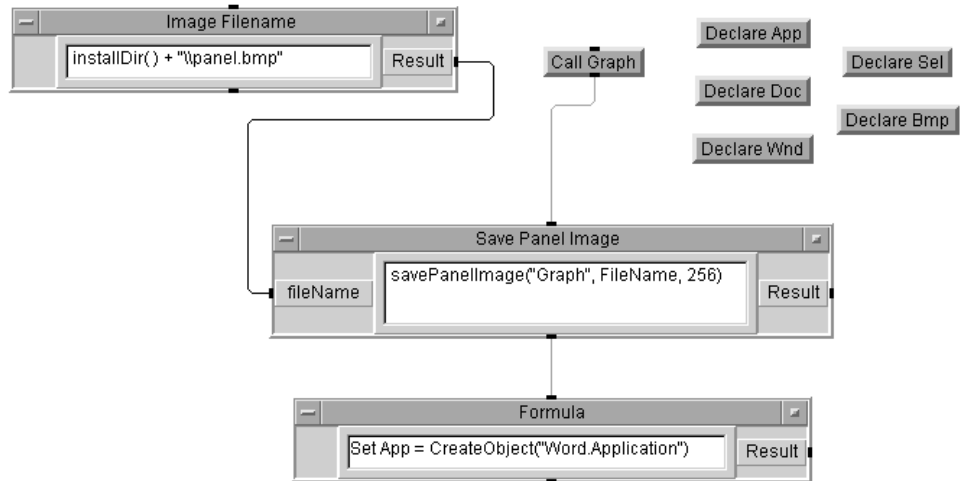 Image Filename
installDir() + "\\panel.bmp"
Result
Call Graph
Declare App
Declare Sel
Declare Doc
Declare Bmp
Declare Wnd
Save Panel Image
fileName
savePanelImage("Graph", FileName, 256)
Result
Formula
Set App = CreateObject("Word.Application")
Result